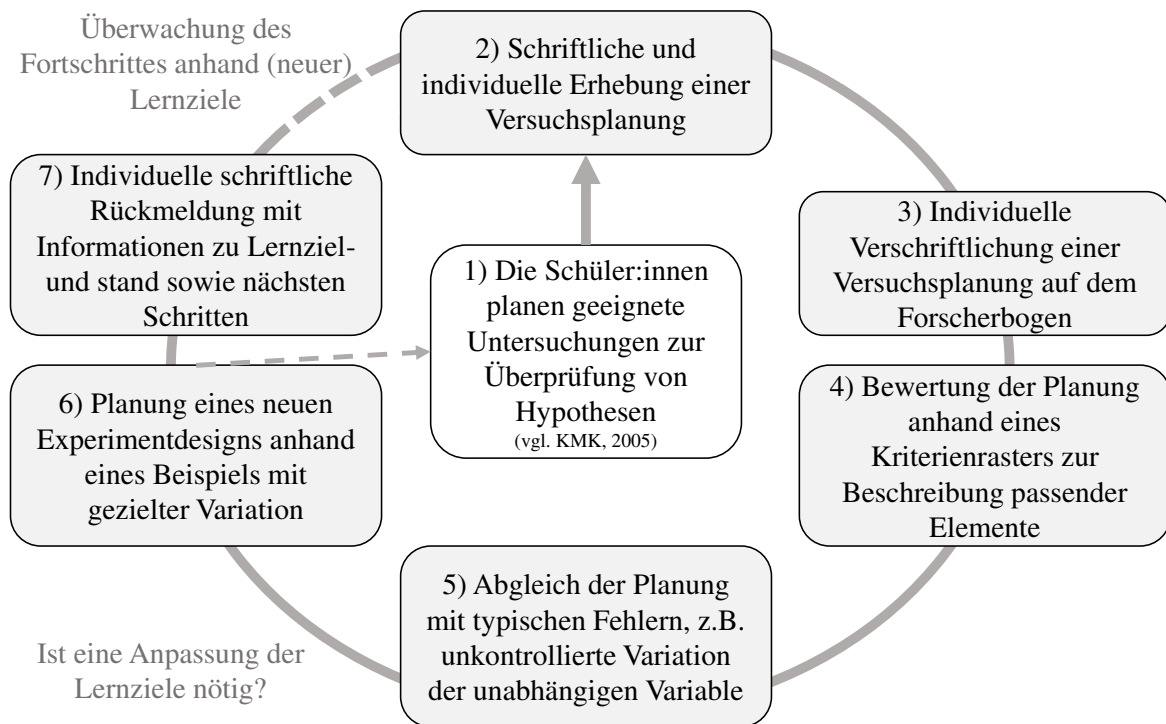 Überwachung des
Fortschrittes anhand (neuer)
Lernziele
2) Schriftliche und
individuelle Erhebung einer
Versuchsplanung
7) Individuelle schriftliche
Rückmeldung mit
Informationen zu Lernziel-
und stand sowie nächsten
Schritten
3) Individuelle
Verschriftlichung einer
Versuchsplanung auf dem
Forscherbogen
1) Die Schüler:innen
planen geeignete
Untersuchungen zur
Überprüfung von
Hypothesen
(vgl. KMK, 2005)
6) Planung eines neuen
Experimentdesigns anhand
eines Beispiels mit
gezielter Variation
4) Bewertung der Planung
anhand eines
Kriterienrasters zur
Beschreibung passender
Elemente
5) Abgleich der Planung
mit typischen Fehlern, z.B.
unkontrollierte Variation
der unabhängigen Variable
Ist eine Anpassung der
Lernziele nötig?